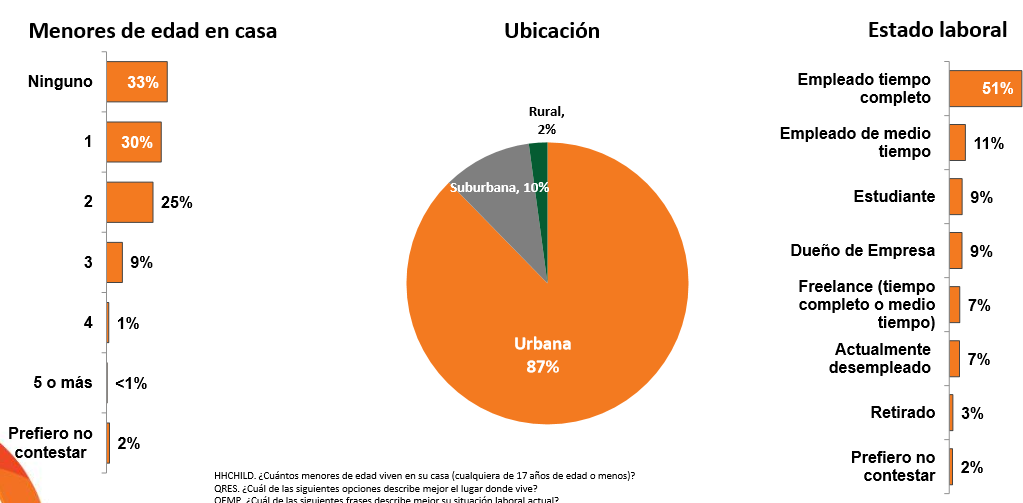 Menores de edad en casa
Ninguno
33%
1
30%
2
25%
3
9%
4
1%
5 o más
<1%
Prefiero no
contestar
2%
Ubicación
Rural,
2%
Suburbana, 10%
Urbana
87%
Estado laboral
Empleado tiempo
completo
51%
Empleado de medio
tiempo
11%
Estudiante
9%
Dueño de Empresa
9%
Freelance (tiempo
completo o medio
tiempo)
7%
Actualmente
desempleado
7%
Retirado
3%
Prefiero no
contestar
2%
HHCHILD. ¿Cuántos menores de edad viven en su casa (cualquiera de 17 años de edad o menos)?
QRES. ¿Cuál de las siguientes opciones describe mejor el lugar donde vive?
QEMP. ¿Cuál de las siguientes frases describe mejor su situación laboral actual?